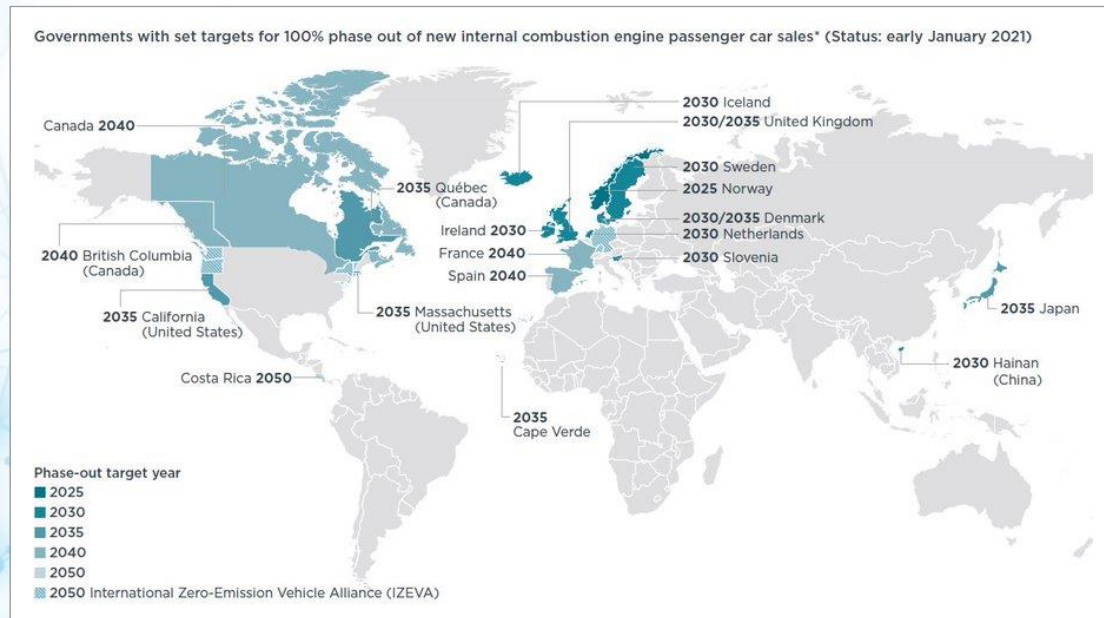 Governments with set targets for 100% phase out of new internal combustion engine passenger car sales* (Status: early January 2021)
Canada 2040
2035 Québec
(Canada)
2040 British Columbia
(Canada)
2035 California
(United States)
2035 Massachusetts
(United States)
Costa Rica 2050
2030 Iceland
2030/2035 United Kingdom
2030 Sweden
2025 Norway
2030/2035 Denmark
2030 Netherlands
2030 Slovenia
Ireland 2030
France 2040
Spain 2040
2035
Cape Verde
2035 Japan
2030 Hainan
(China)
Phase-out target year
2025
2030
2035
2040
2050
2050 International Zero-Emission Vehicle Alliance (IZEVA)